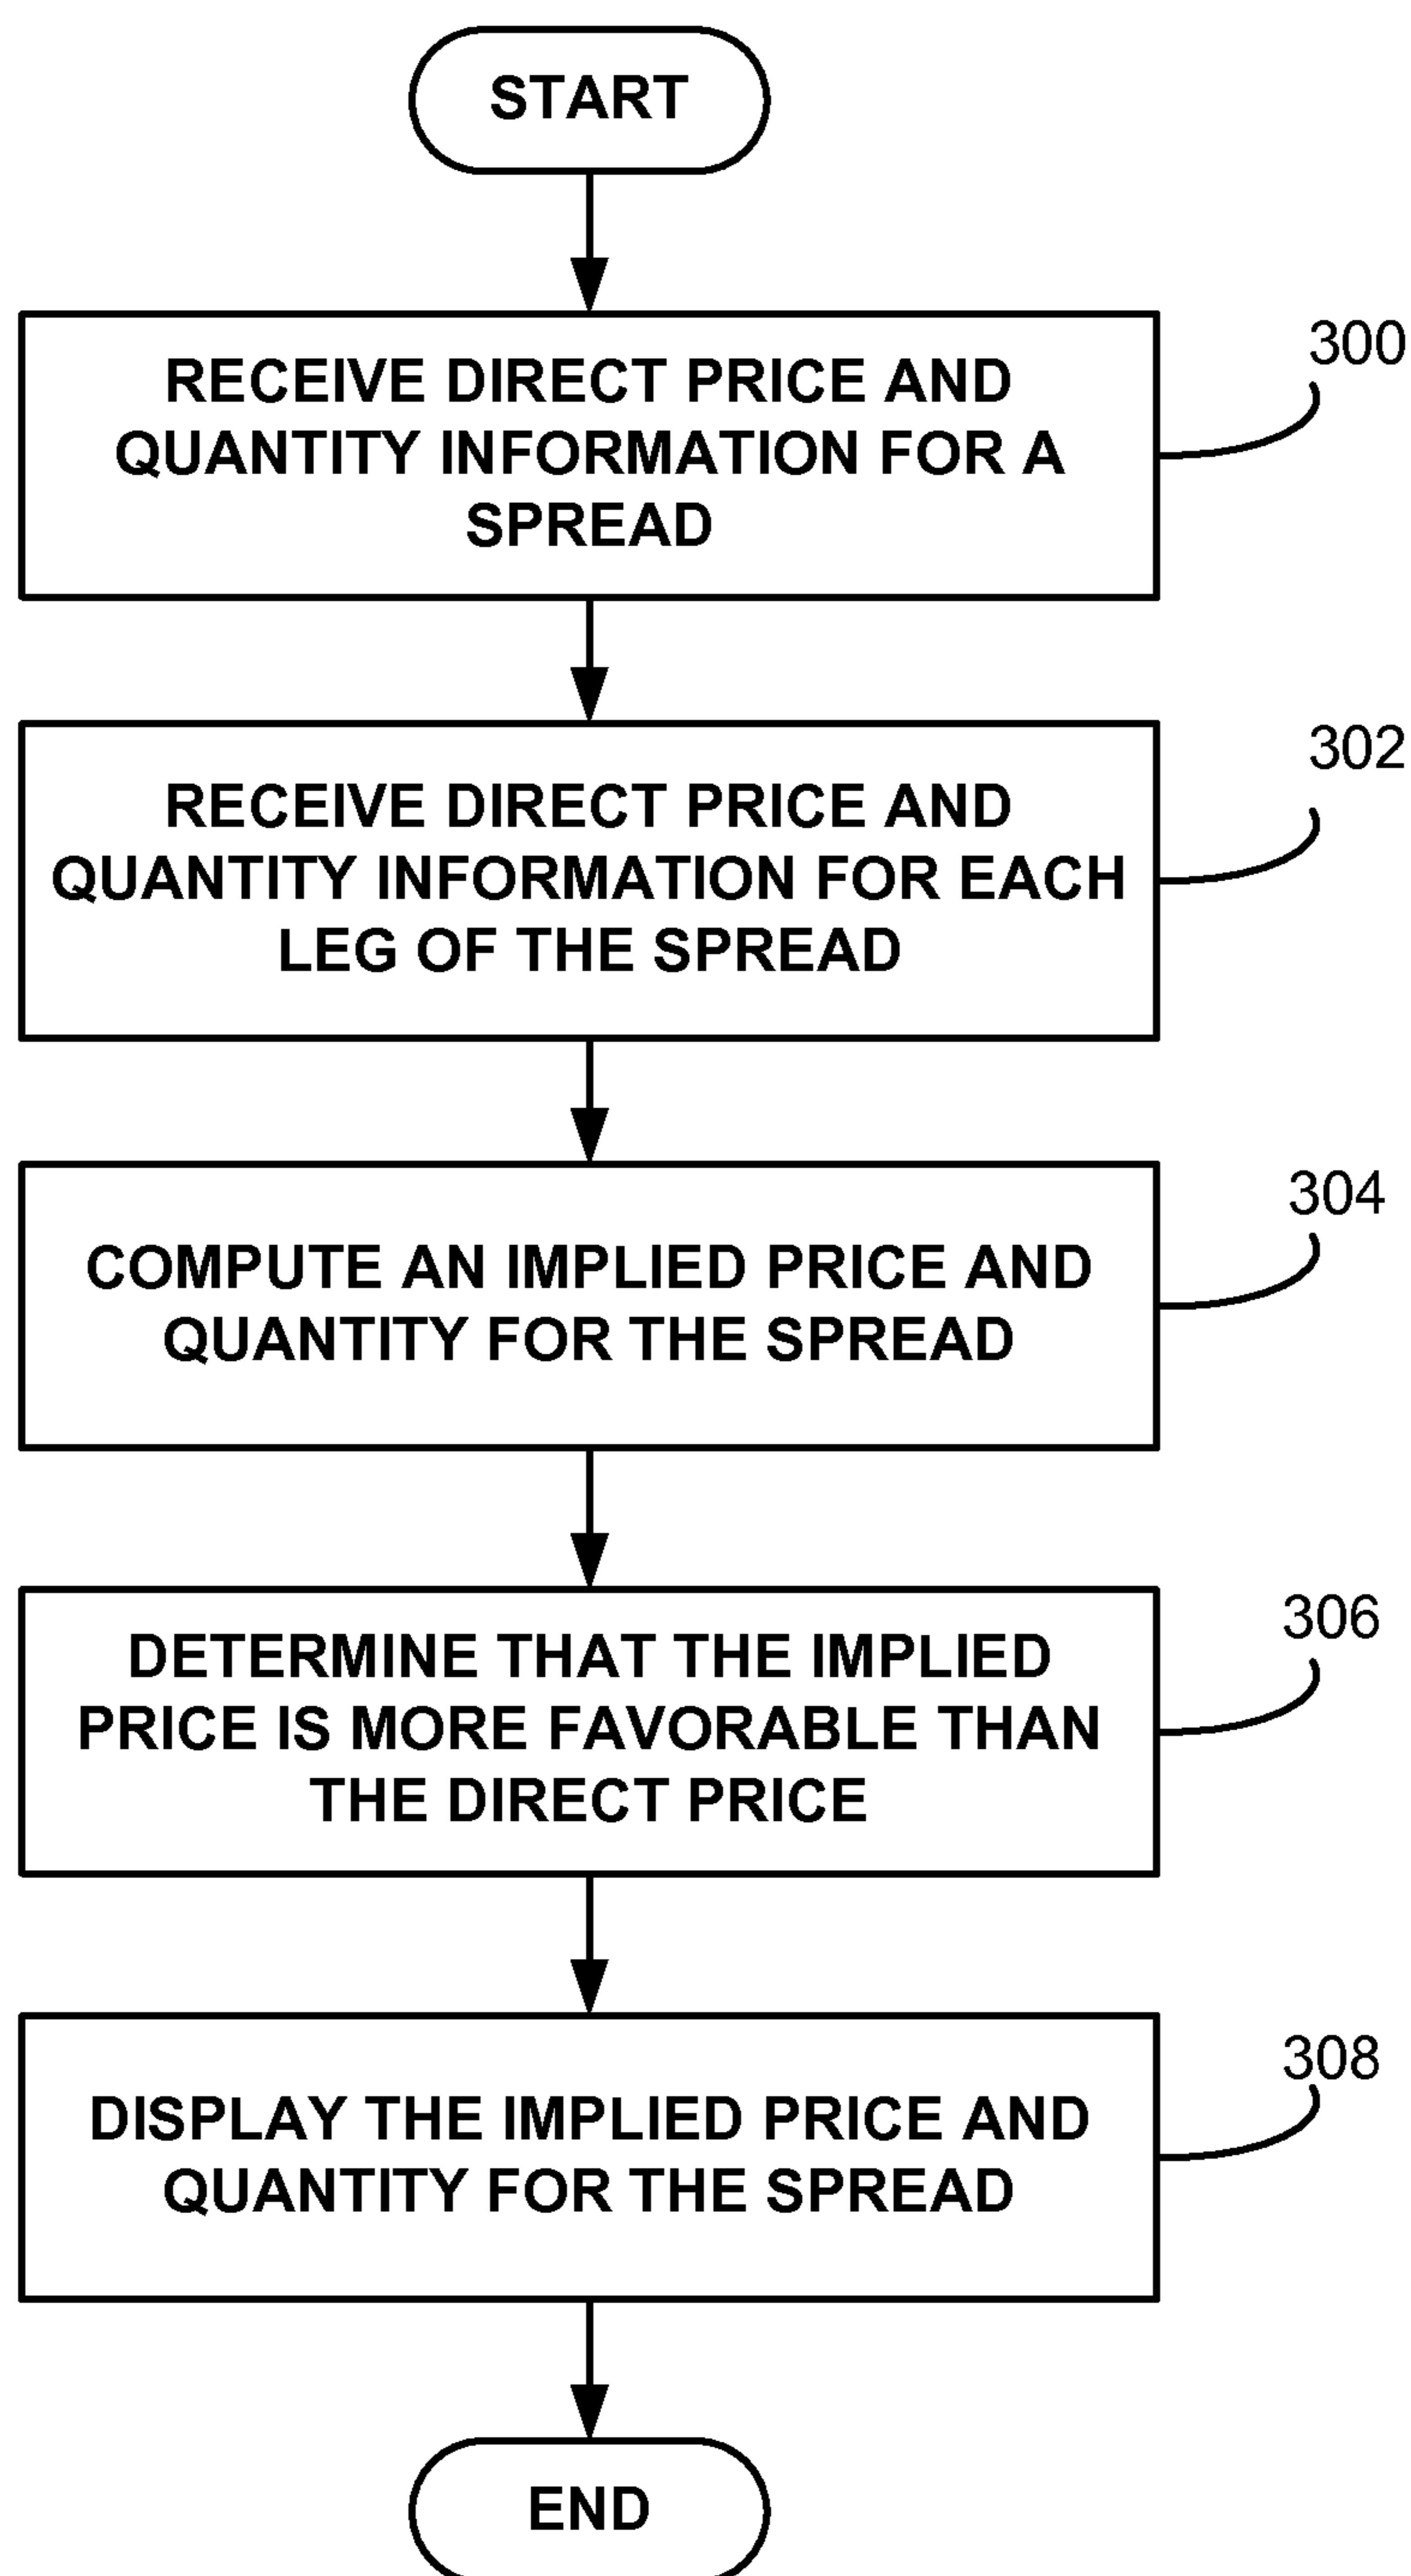 START
RECEIVE DIRECT PRICE AND
QUANTITY INFORMATION FOR A
SPREAD
300
RECEIVE DIRECT PRICE AND
QUANTITY INFORMATION FOR EACH
LEG OF THE SPREAD
302
COMPUTE AN IMPLIED PRICE AND
QUANTITY FOR THE SPREAD
304
DETERMINE THAT THE IMPLIED
PRICE IS MORE FAVORABLE THAN
THE DIRECT PRICE
306
DISPLAY THE IMPLIED PRICE AND
QUANTITY FOR THE SPREAD
308
END